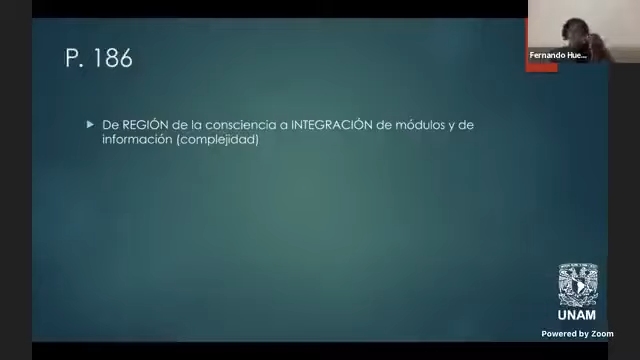 P. 186
Fernando Hue...
De REGIÓN de la consciencia a INTEGRACIÓN de módulos y de
información (complejidad)
UNAM
Powered by Zoom